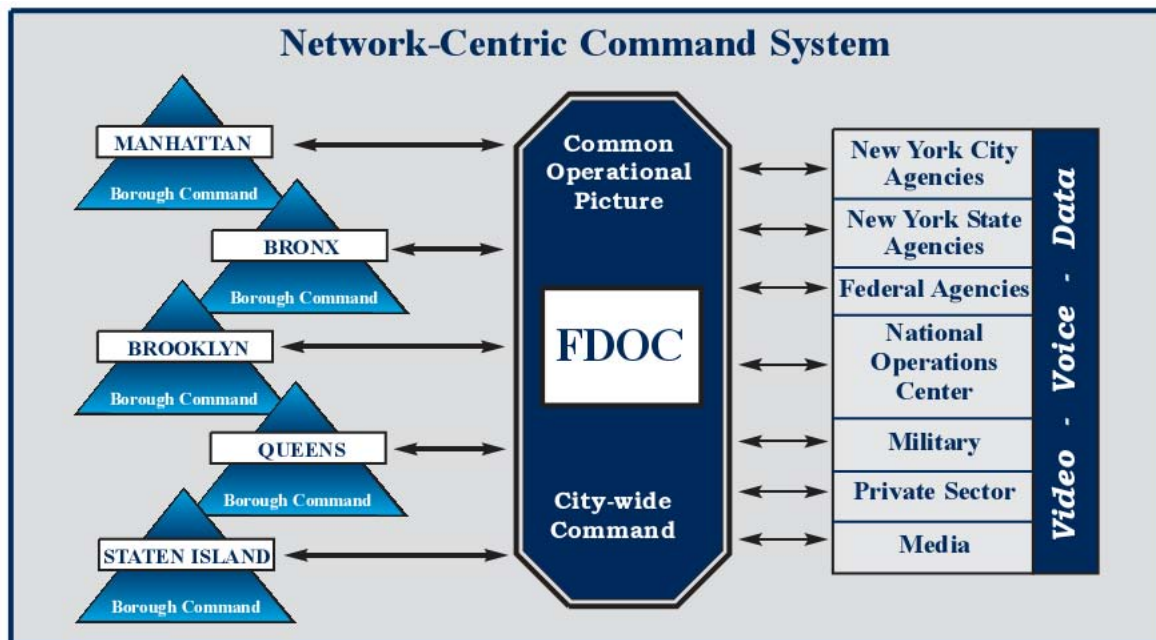 Network-Centric Command System
MANHATTAN
Borough Command
BRONX
Borough Command
BROOKLYN
Borough Command
QUEENS
Borough Command
STATEN ISLAND
Borough Command
Common
Operational
Picture
FDOC
City-wide
Command
New York City
Agencies
New York State
Agencies
Federal Agencies
National
Operations
Center
Military
Private Sector
Media
Video - Voice - Data